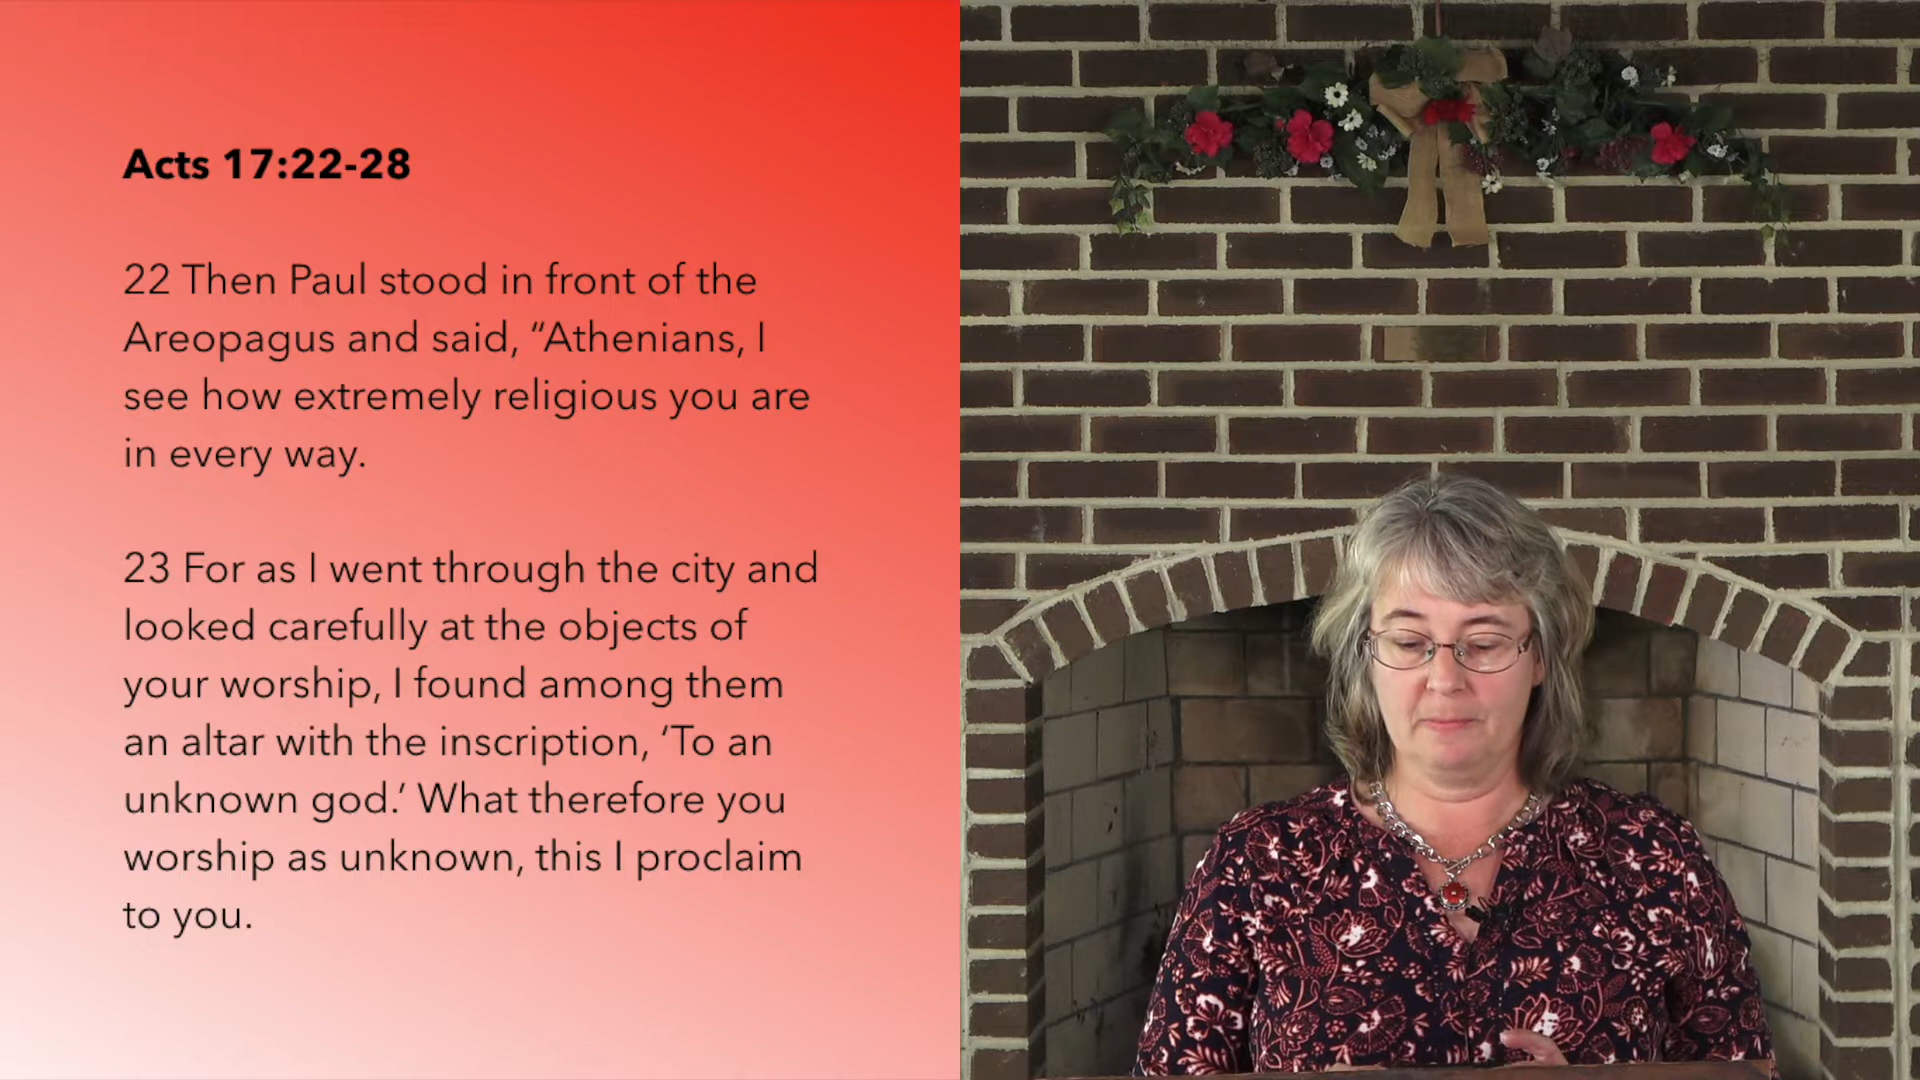 Acts 17:22-28
22 Then Paul stood in front of the
Areopagus and said, “Athenians, I
see how extremely religious you are
in every way.
23 For as I went through the city and
looked carefully at the objects of
your worship, I found among them
an altar with the inscription, ‘To an
unknown god.’ What therefore you
worship as unknown, this I proclaim
to you.